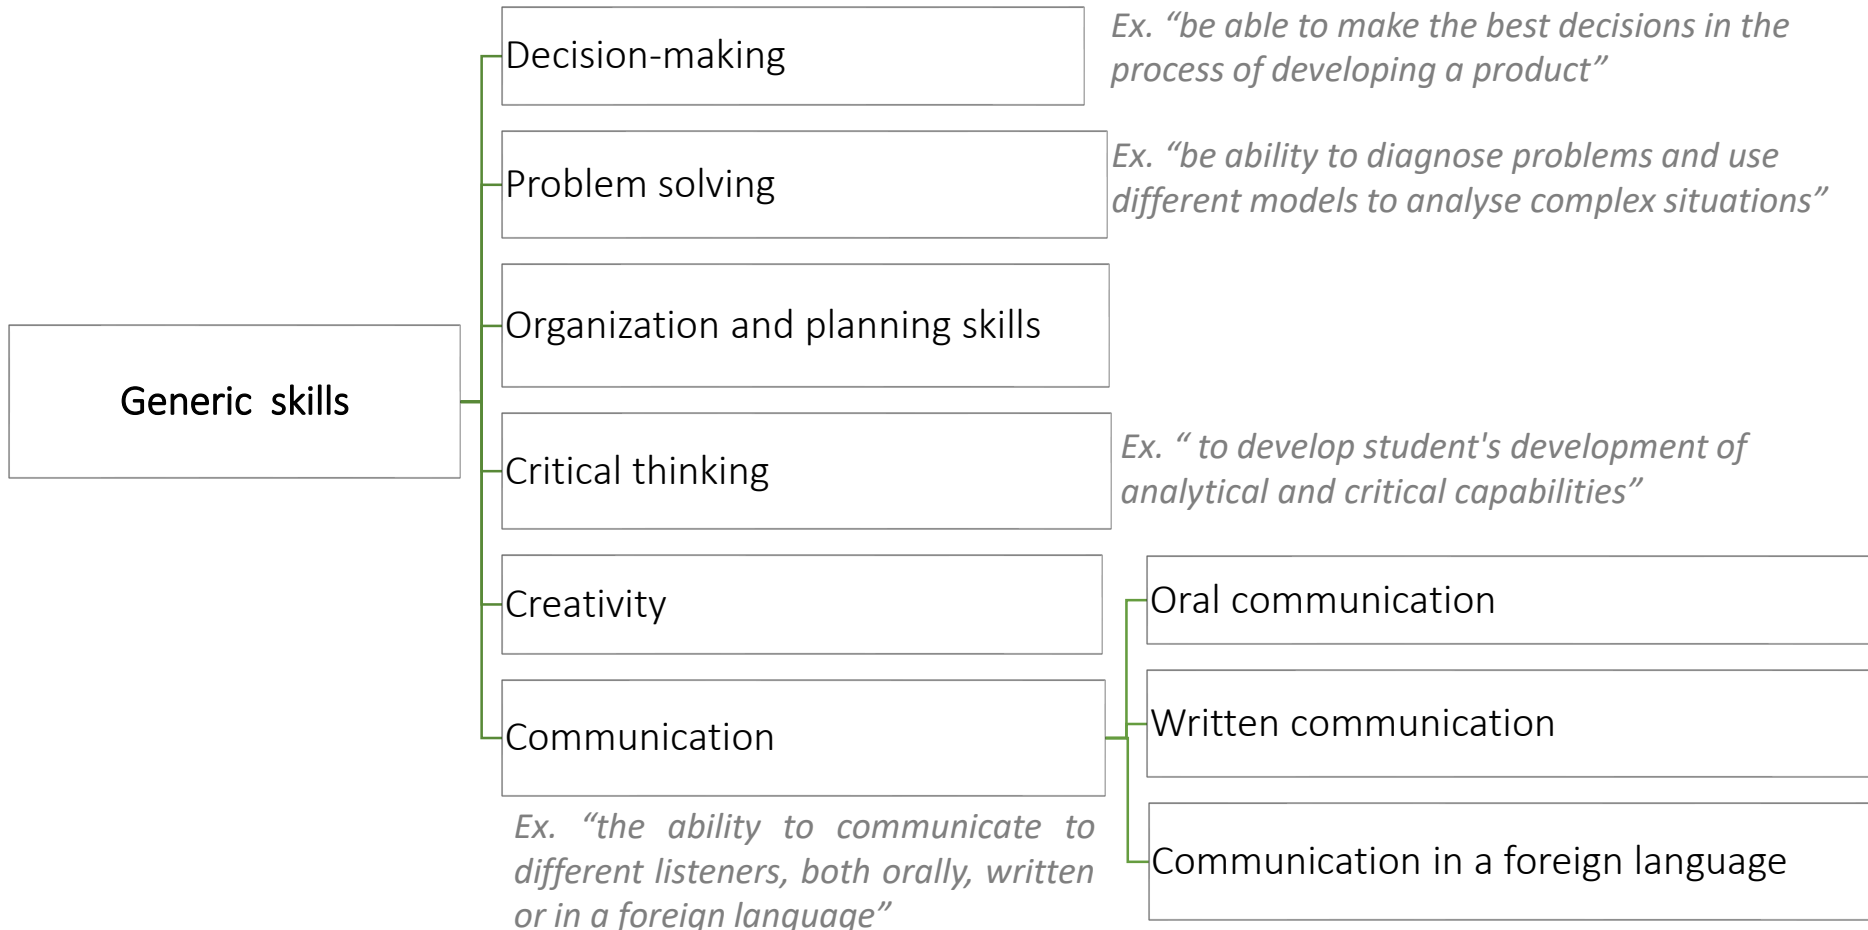 Decision-making
Ex. “be able to make the best decisions in the
process of developing a product”
Problem solving
Ex. “be ability to diagnose problems and use
different models to analyse complex situations”
Organization and planning skills
Generic skills
Critical thinking
Ex. “ to develop student's development of
analytical and critical capabilities”
Creativity
Communication
Ex. “the ability to communicate to
different listeners, both orally, written
or in a foreign language”
Oral communication
Written communication
Communication in a foreign language